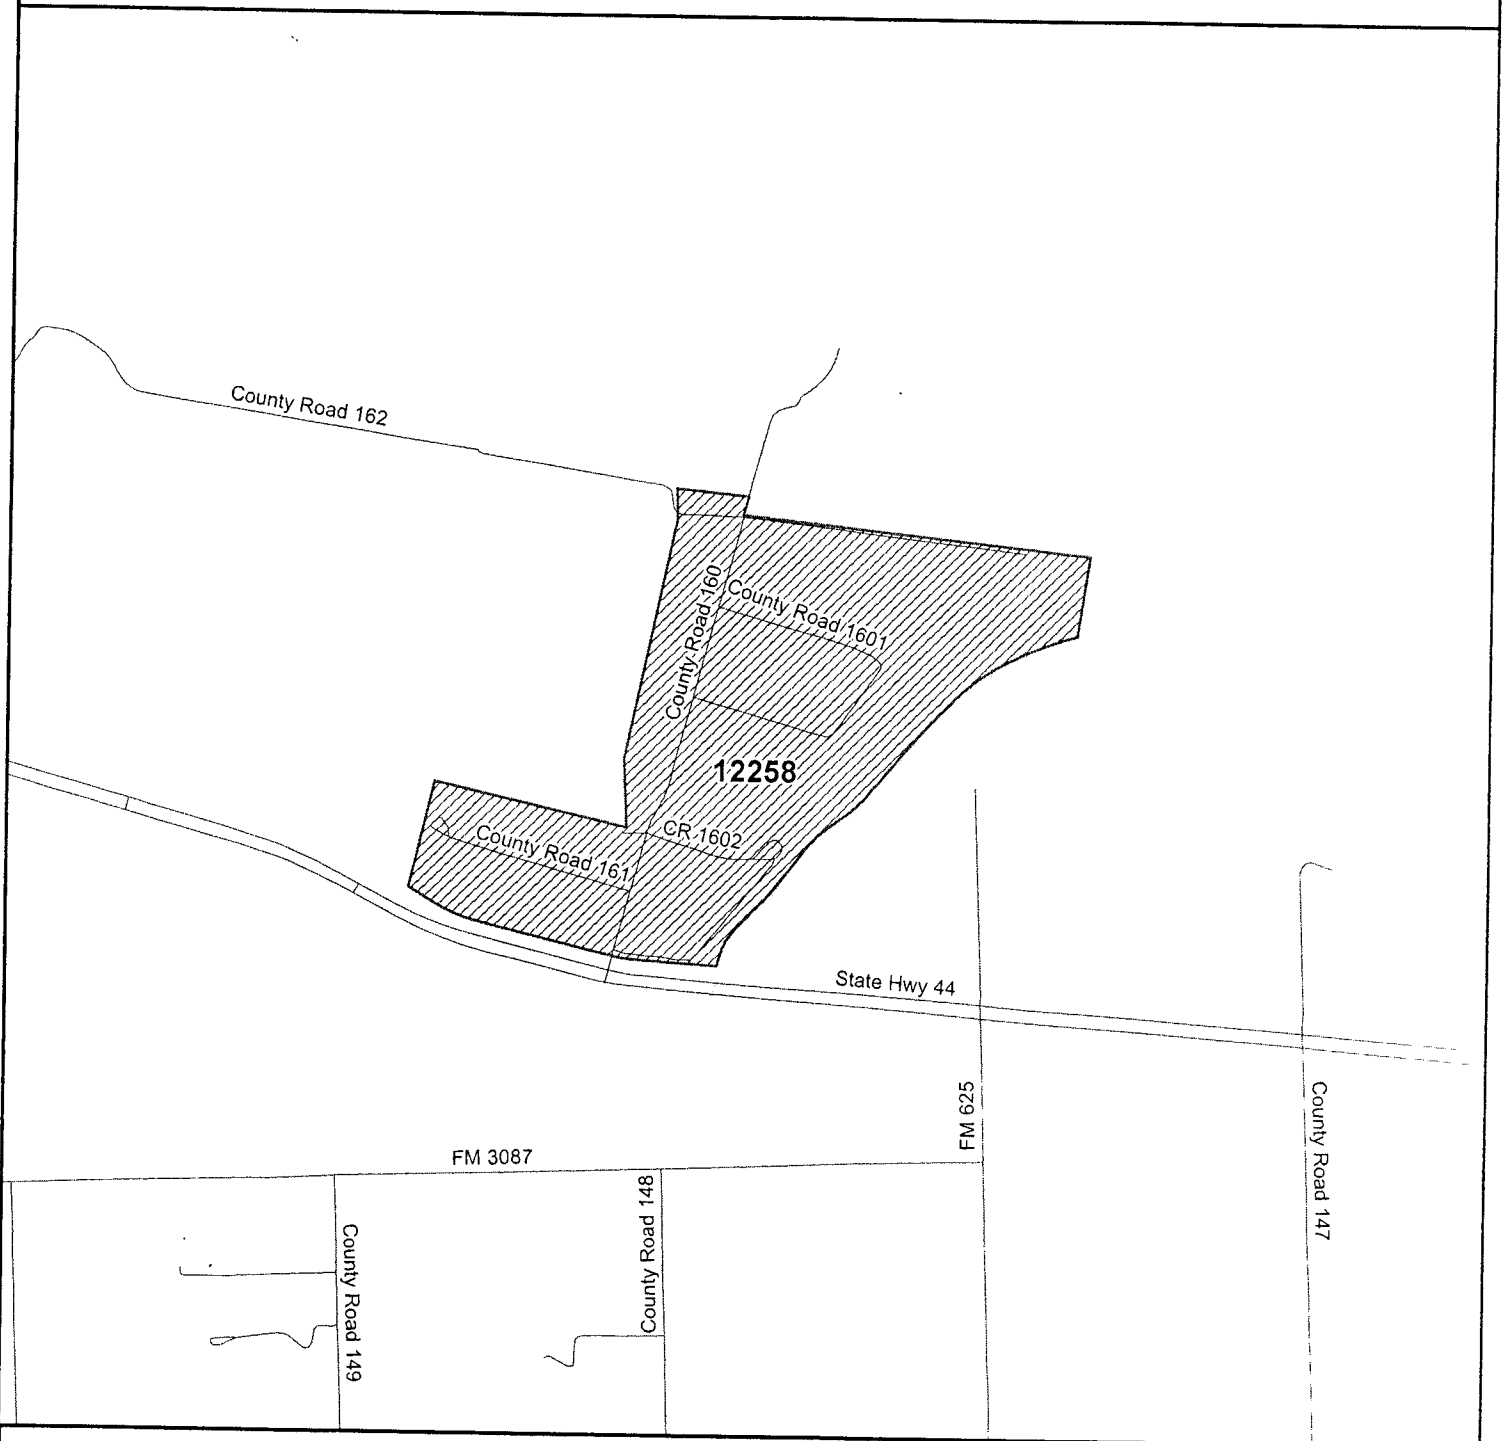 County Road 162
County Road 160
County Road 1601
12258
CR 1602
County Road 161
State Hwy 44
FM 625
County Road 147
FM 3087
County Road 148
County Road 149